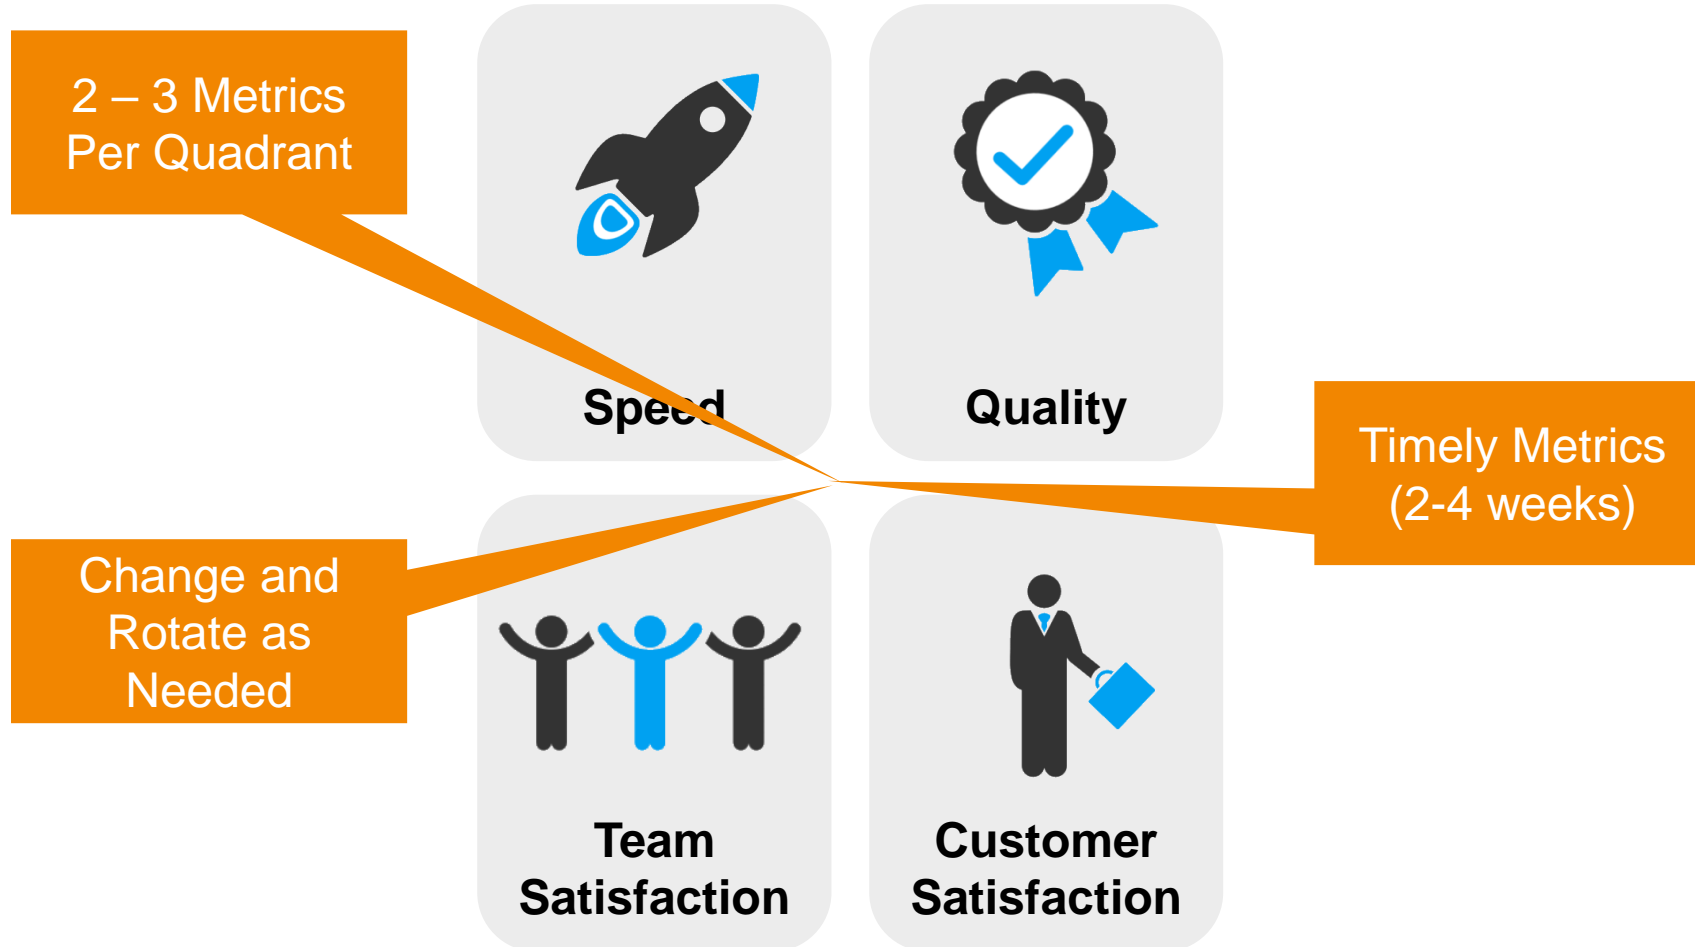 2 – 3 Metrics
Per Quadrant
Speed
Quality
Timely Metrics
(2-4 weeks)
Change and
Rotate as
Needed
Team
Satisfaction
Customer
Satisfaction